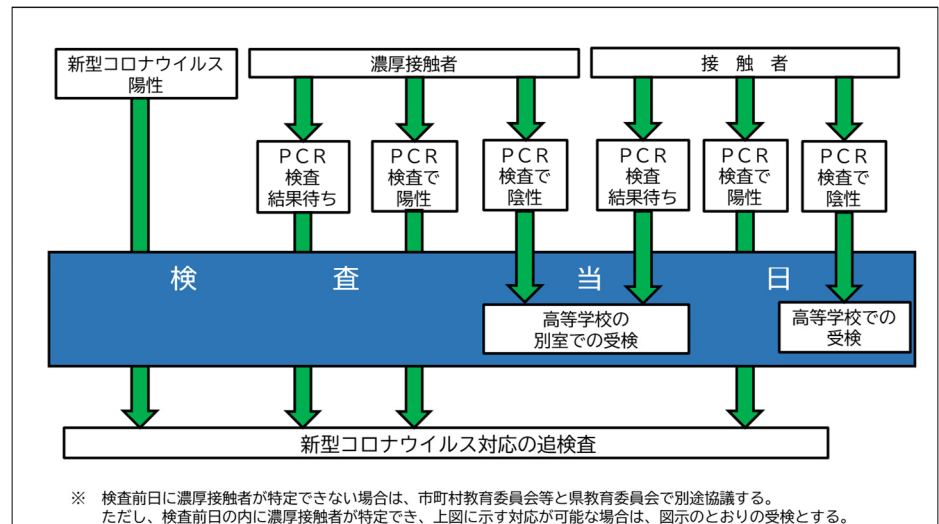 新型コロナウイルス
陽性
濃厚接触者
接 触 者
ＰＣＲ
検査
結果待ち
ＰＣＲ
検査で
陽性
ＰＣＲ
検査で
陰性
ＰＣＲ
検査
結果待ち
ＰＣＲ
検査で
陽性
ＰＣＲ
検査で
陰性
検 査 当 日
高等学校の
別室での受検
高等学校での
受検
新型コロナウイルス対応の追検査
※ 検査前日に濃厚接触者が特定できない場合は、市町村教育委員会等と県教育委員会で別途協議する。
ただし、検査前日の内に濃厚接触者が特定でき、上図に示す対応が可能な場合は、図示のとおりの受検とする。